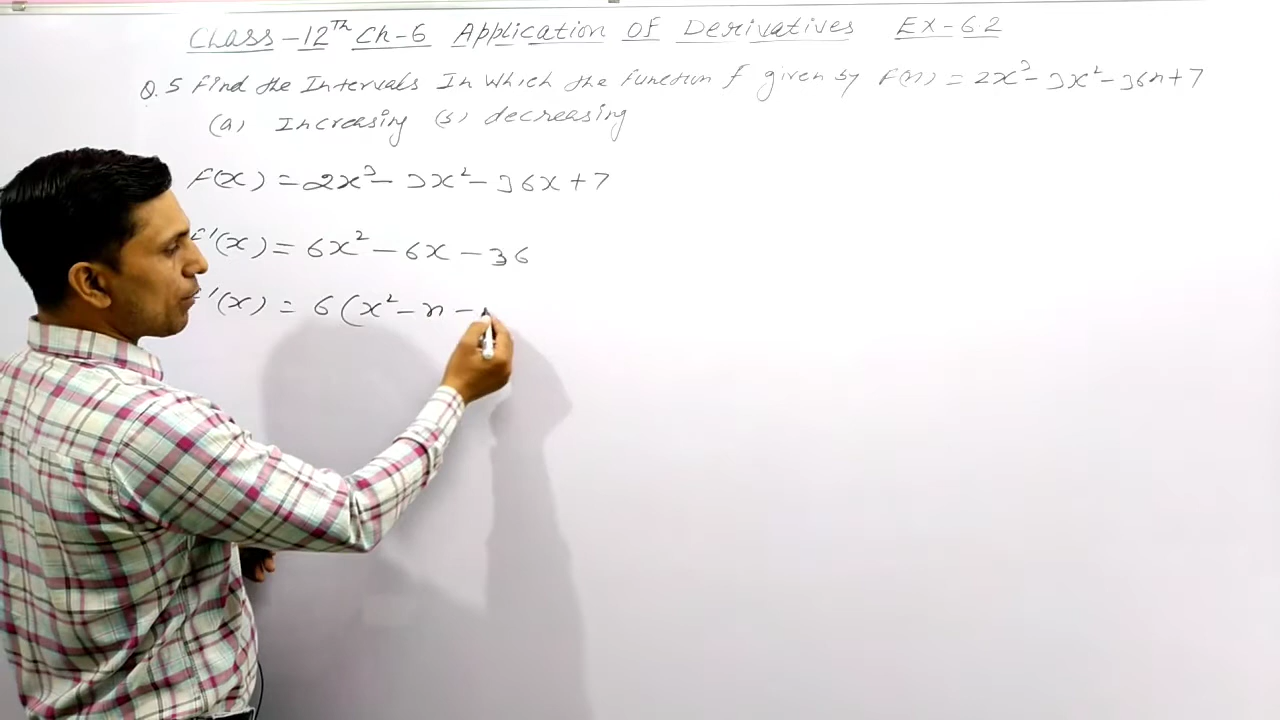 Class-12th Ch-6 Application of Derivatives Ex-6.2
Q.5 Find the Intervals In Which the function f given by F(x) = 2x³ - 3x² - 36x + 7
(a) Increasing (b) decreasing
F(x) = 2x³ - 3x² - 36x + 7
F'(x) = 6x² - 6x - 36
F'(x) = 6(x² - x -